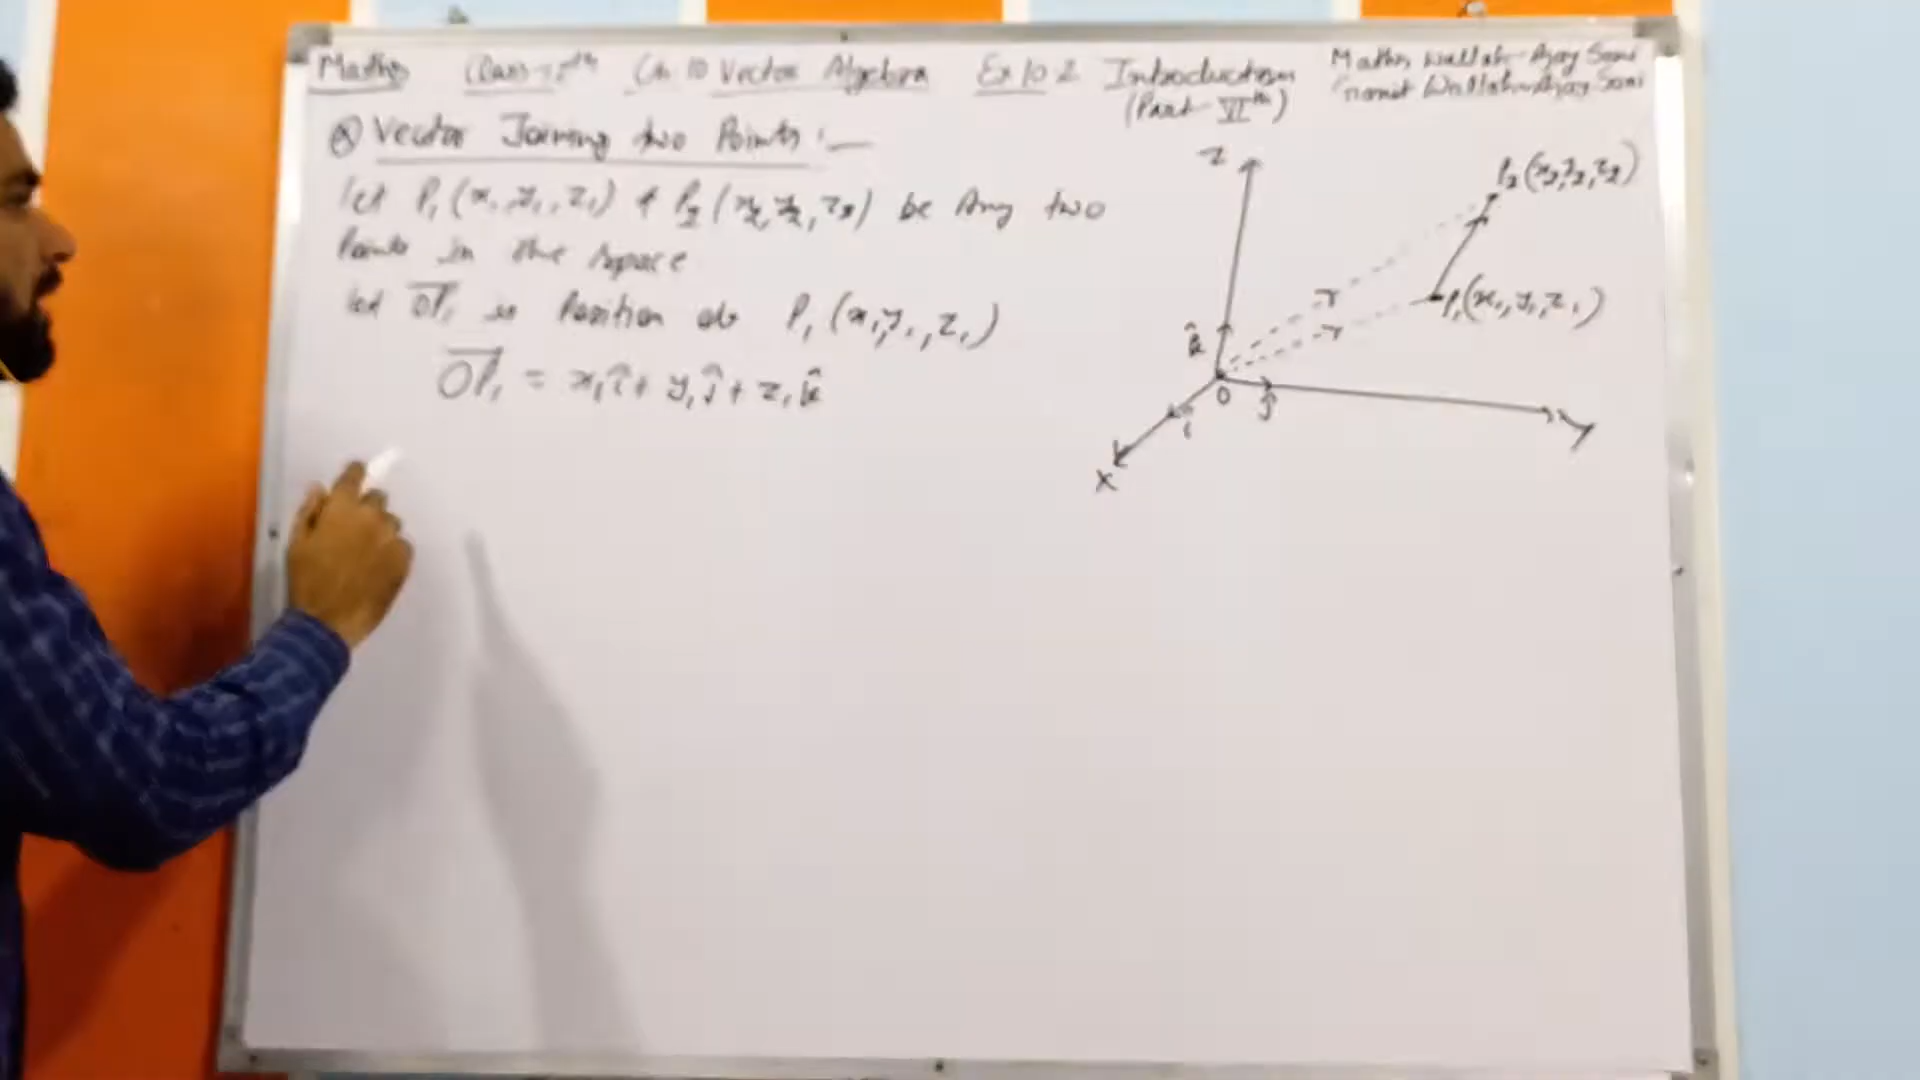 Maths Class-12th Ch 10 Vector Algebra Ex 10.2 Introduction
(Part-VIth)
Maths Wallah-Ajay Soni
Gamit Wallah-Ajay Soni
Vector Joining two Points :—
Let P₁(x₁,y₁,z₁) & P₂(x₂,y₂,z₂) be Any two
Points in the space
let OP₁ is Position of P₁(x₁,y₁,z₁)
OP₁ = x₁î + y₁ĵ + z₁k̂
Z
P₂(x₂,y₂,z₂)
P₁(x₁,y₁,z₁)
k̂
O
ĵ
î
Y
X